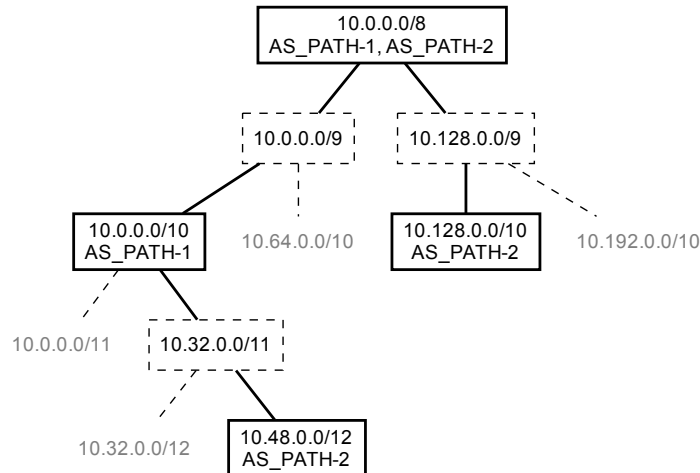 10.0.0.0/8
AS_PATH-1, AS_PATH-2
10.0.0.0/9
10.128.0.0/9
10.0.0.0/10
AS_PATH-1
10.64.0.0/10
10.128.0.0/10
AS_PATH-2
10.192.0.0/10
10.0.0.0/11
10.32.0.0/11
10.32.0.0/12
10.48.0.0/12
AS_PATH-2